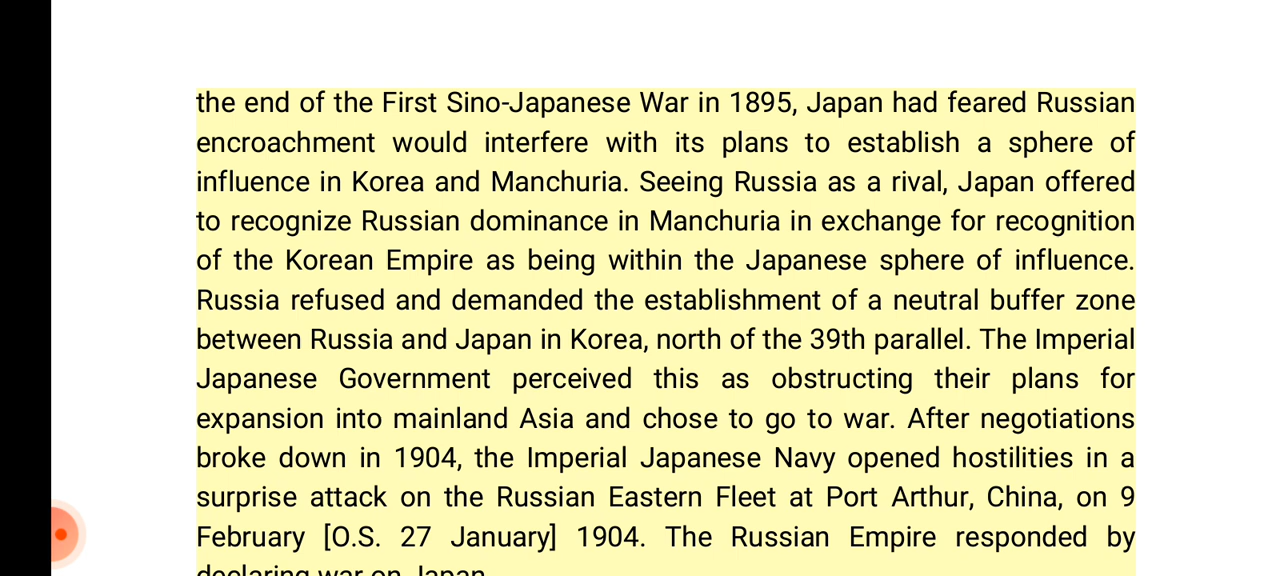 the end of the First Sino-Japanese War in 1895, Japan had feared Russian
encroachment would interfere with its plans to establish a sphere of
influence in Korea and Manchuria. Seeing Russia as a rival, Japan offered
to recognize Russian dominance in Manchuria in exchange for recognition
of the Korean Empire as being within the Japanese sphere of influence.
Russia refused and demanded the establishment of a neutral buffer zone
between Russia and Japan in Korea, north of the 39th parallel. The Imperial
Japanese Government perceived this as obstructing their plans for
expansion into mainland Asia and chose to go to war. After negotiations
broke down in 1904, the Imperial Japanese Navy opened hostilities in a
surprise attack on the Russian Eastern Fleet at Port Arthur, China, on 9
February [O.S. 27 January] 1904. The Russian Empire responded by
declaring war on Japan.